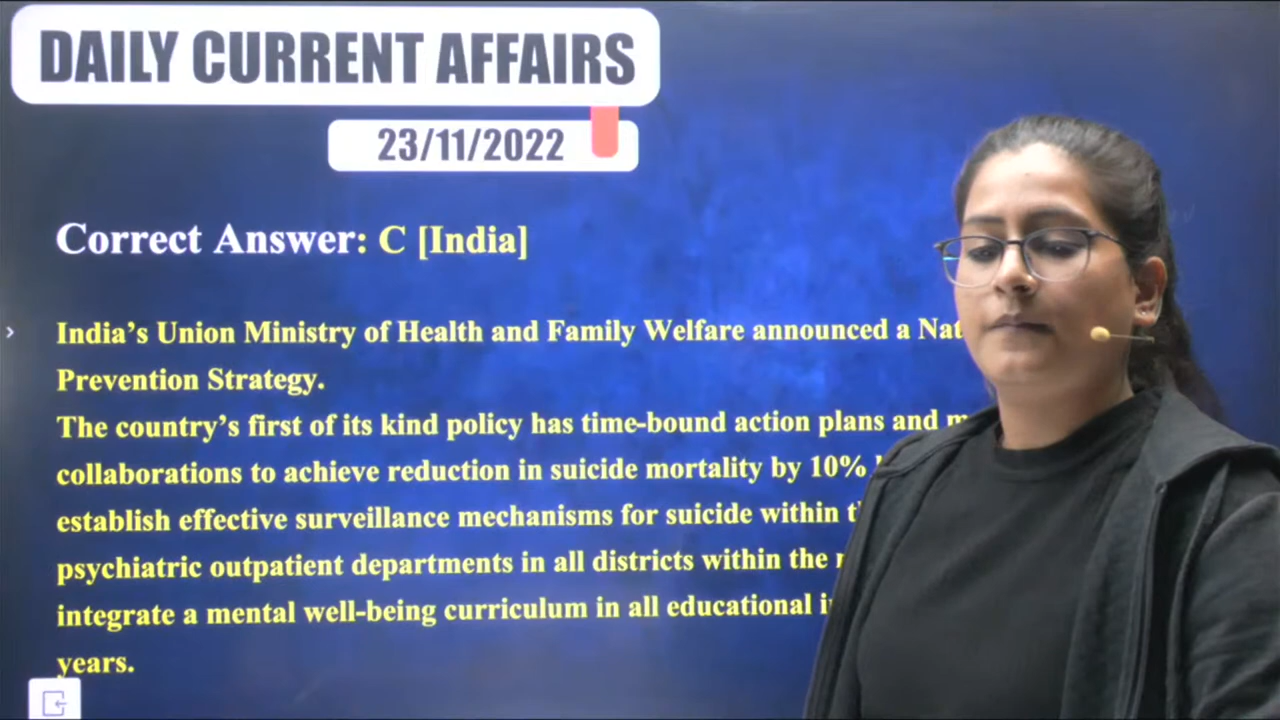 DAILY CURRENT AFFAIRS
23/11/2022
Correct Answer: C [India]
India’s Union Ministry of Health and Family Welfare announced a
Prevention Strategy.
The country’s first of its kind policy has time-bound action plans and
collaborations to achieve reduction in suicide mortality by 10%
establish effective surveillance mechanisms for suicide within
psychiatric outpatient departments in all districts within the
integrate a mental well-being curriculum in all educational
years.